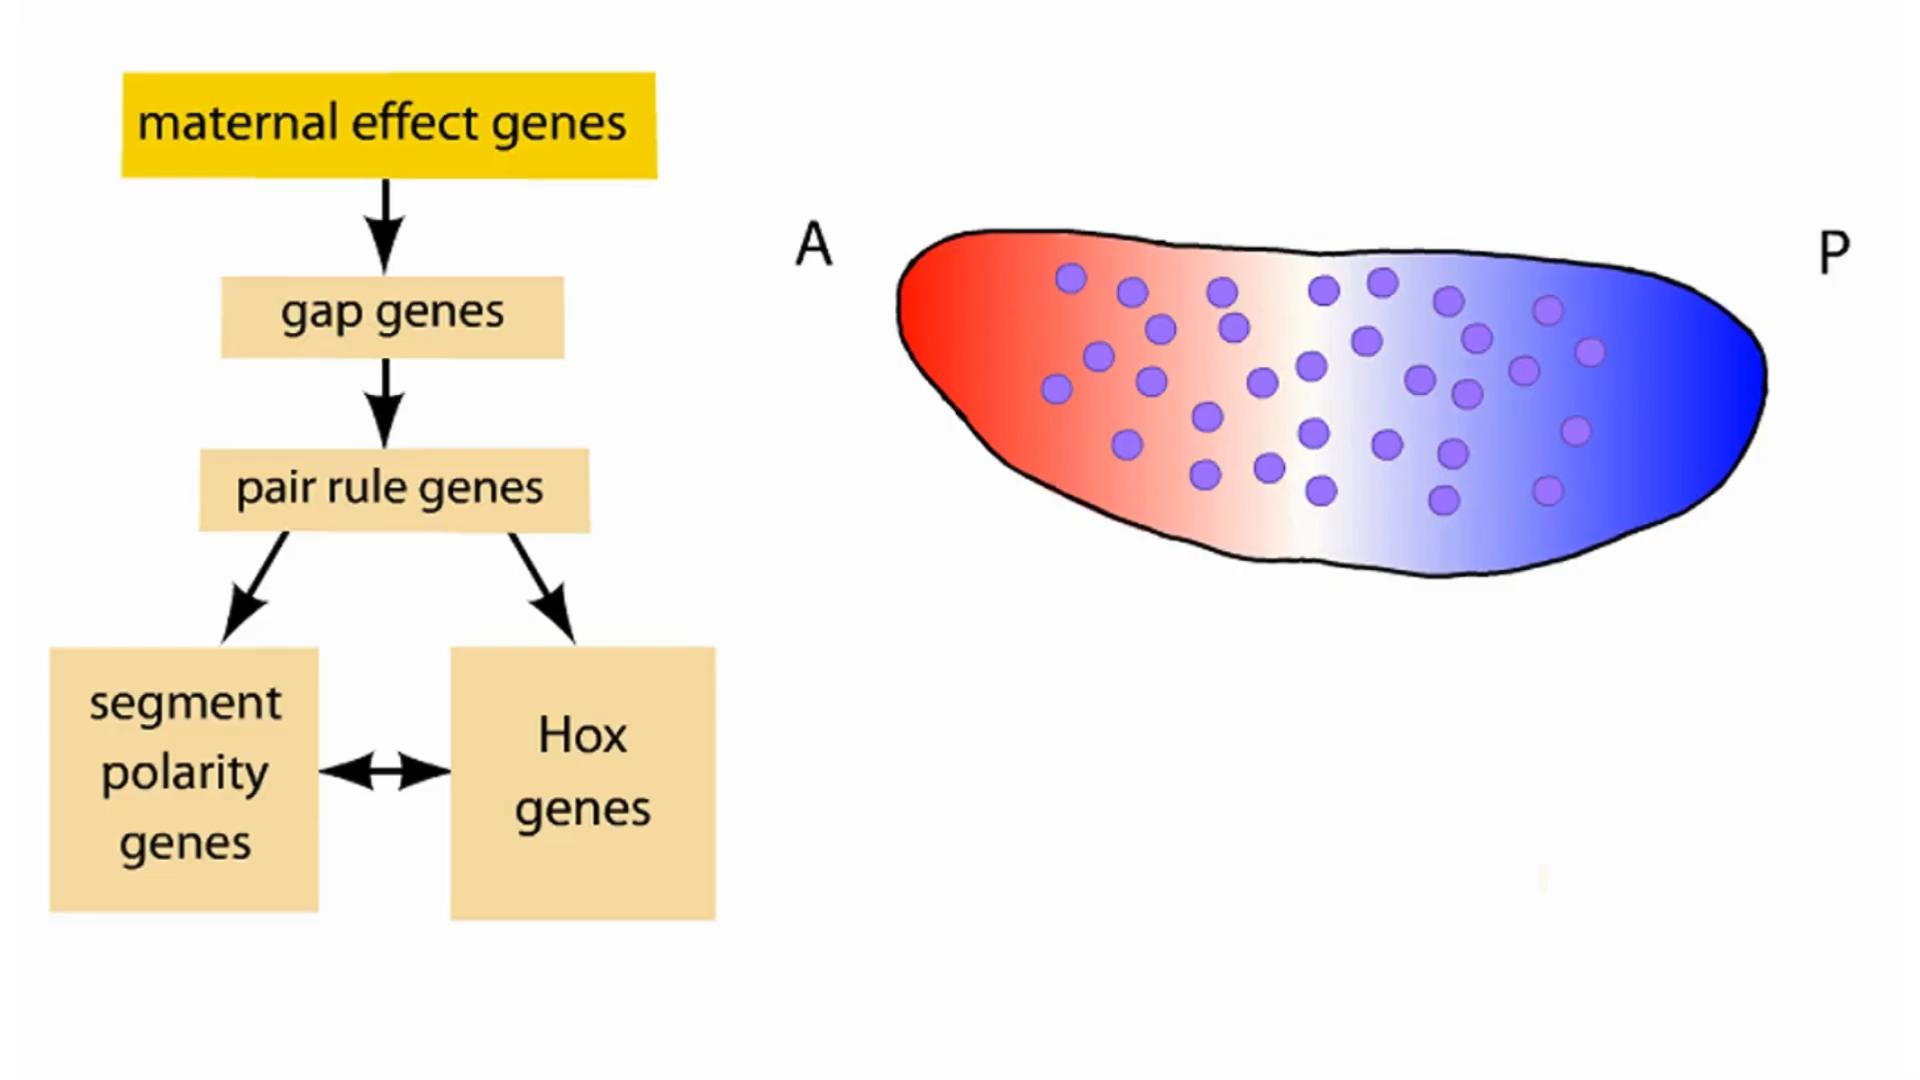 maternal effect genes
gap genes
pair rule genes
segment
polarity
genes
Hox
genes
A
P